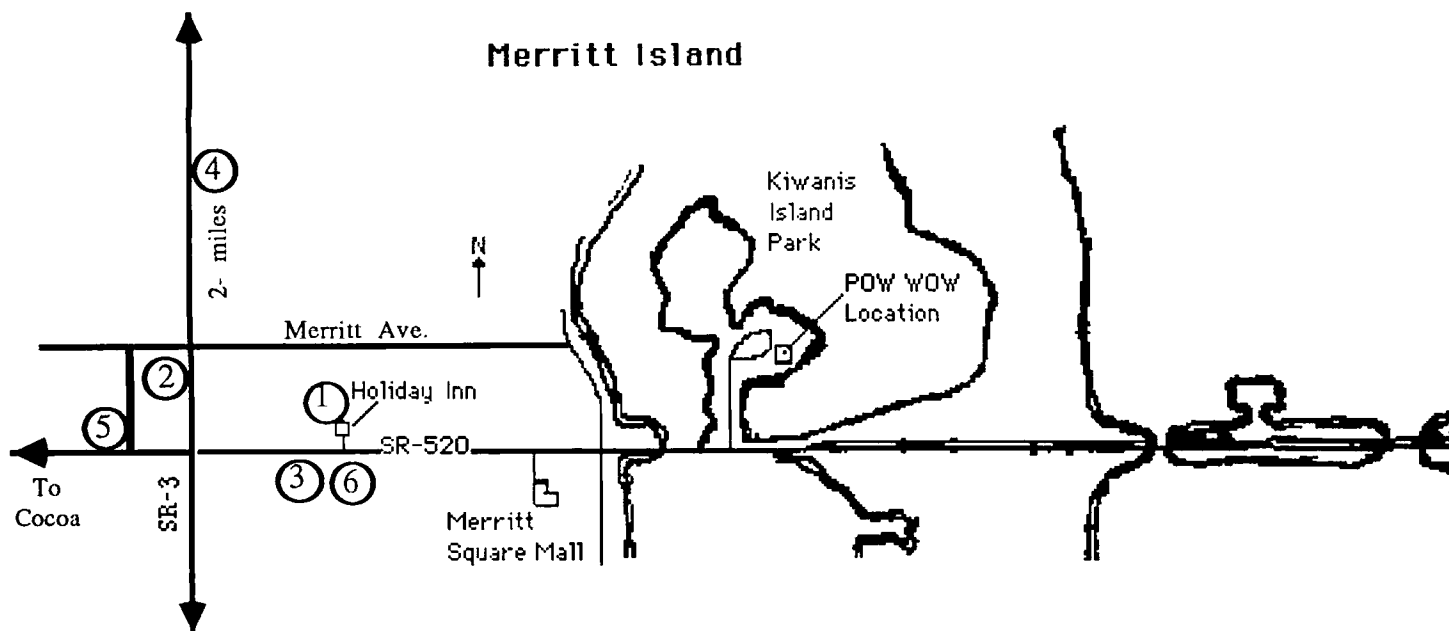 Merritt Island
4
2- miles
N
Kiwanis
Island
Park
POW WOW
Location
Merritt Ave.
2
1
Holiday Inn
5
SR-520
3
6
To
Cocoa
SR-3
Merritt
Square Mall